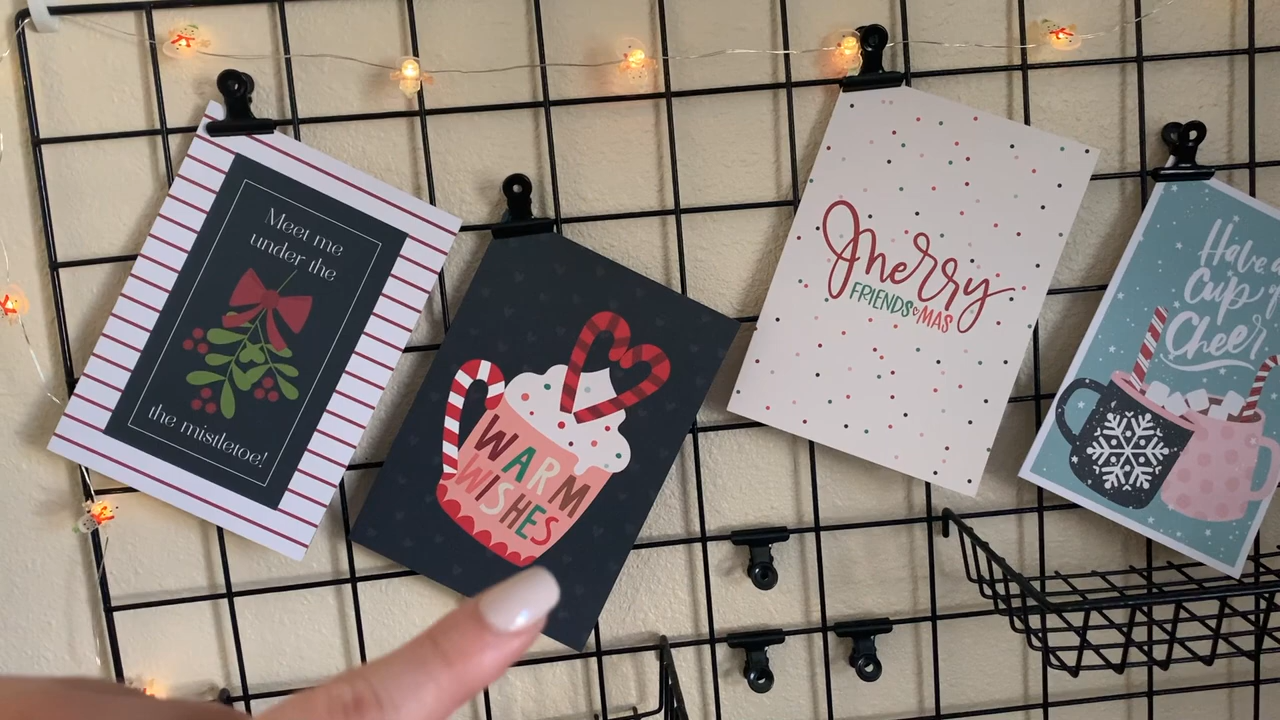 Meet me
under the
the mistletoe!
WARM
WISHES
Merry
FRIENDS♡MAS
Have a
Cup of
Cheer